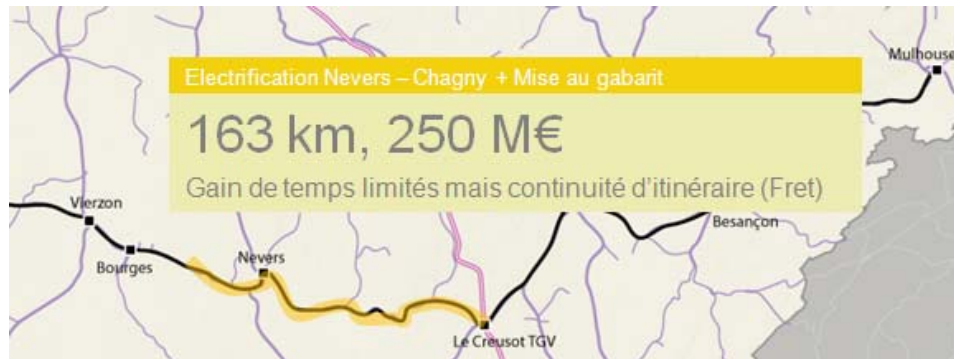 Mulhouse
Electrification Nevers – Chagny + Mise au gabarit
163 km, 250 M€
Gain de temps limités mais continuité d'itinéraire (Fret)
Vierzon
Besançon
Bourges
Nevers
Le Creusot TGV